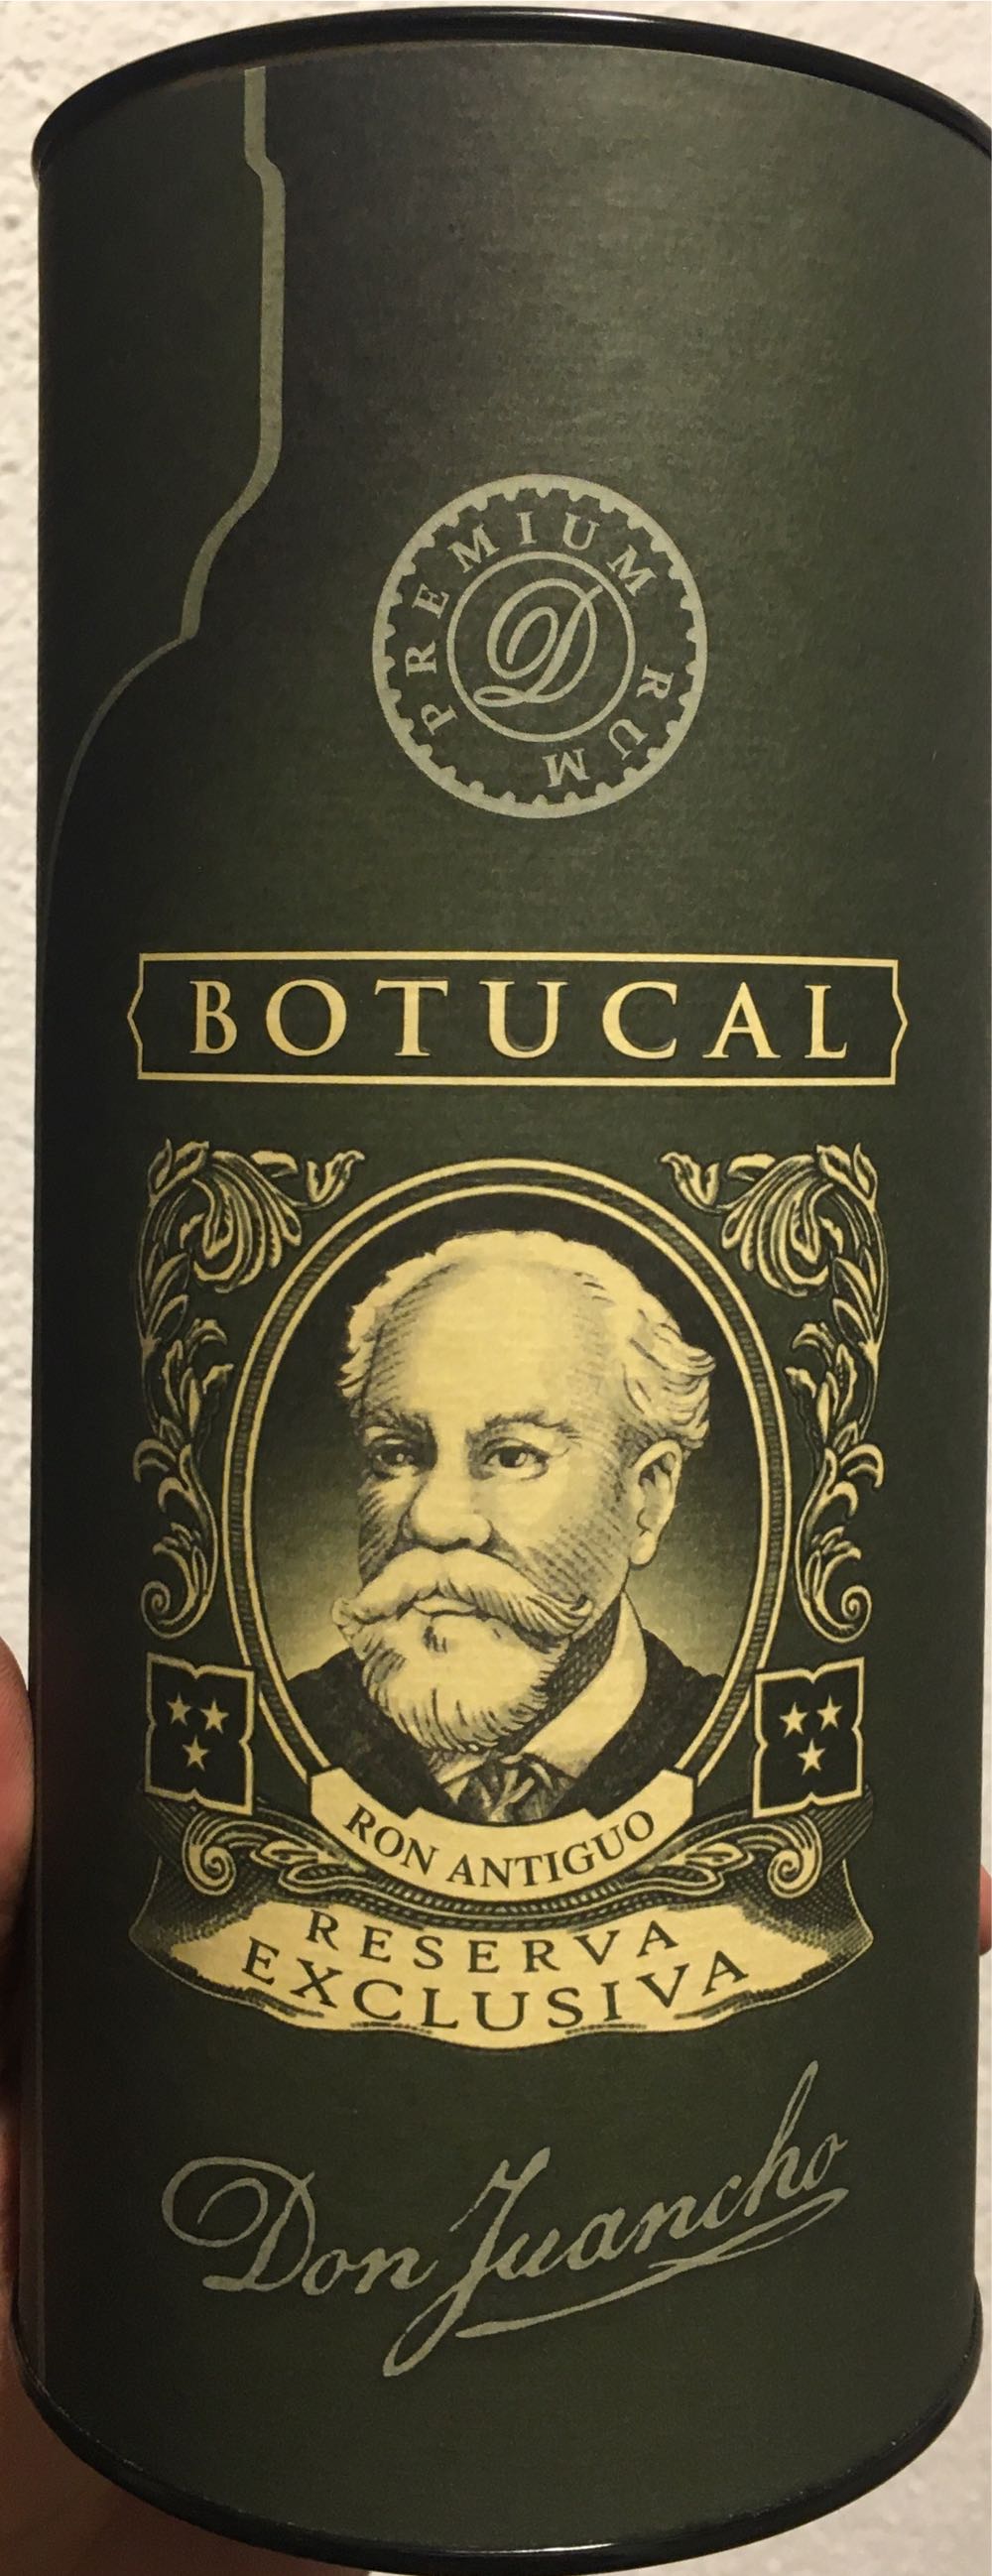 PREMIUM RUM
D
BOTUCAL
RON ANTIGUO
RESERVA
EXCLUSIVA
Don Juancho